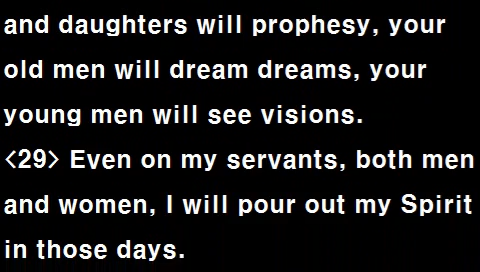 and daughters will prophesy, your
old men will dream dreams, your
young men will see visions.
<29> Even on my servants, both men
and women, I will pour out my Spirit
in those days.